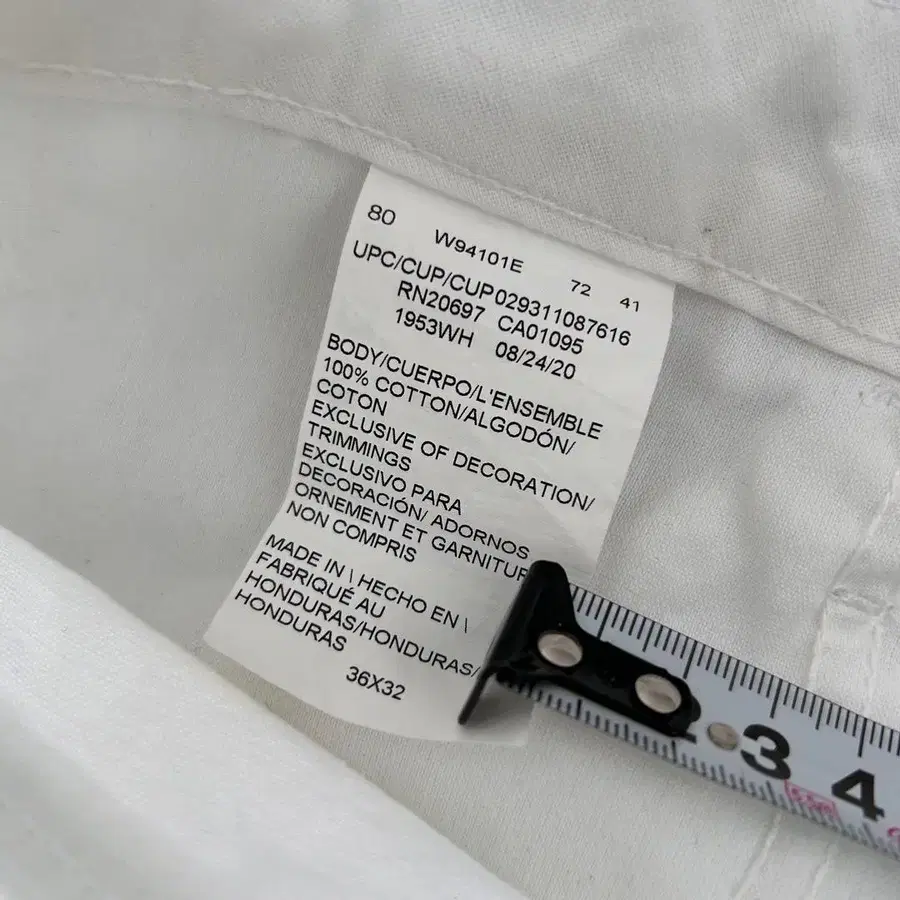 80 W94101E 72 41
UPC/CUP/CUP029311087616
RN20697 CA01095
1953WH 08/24/20
BODY/CUERPO/L'ENSEMBLE
100% COTTON/ALGODÓN/
COTON
EXCLUSIVE OF DECORATION/
TRIMMINGS
EXCLUSIVO PARA
DECORACIÓN/ ADORNOS
ORNEMENT ET GARNITUR
NON COMPRIS
MADE IN \ HECHO EN \
FABRIQUÉ AU
HONDURAS/HONDURAS/
HONDURAS
36X32
2 3 4
5.5m